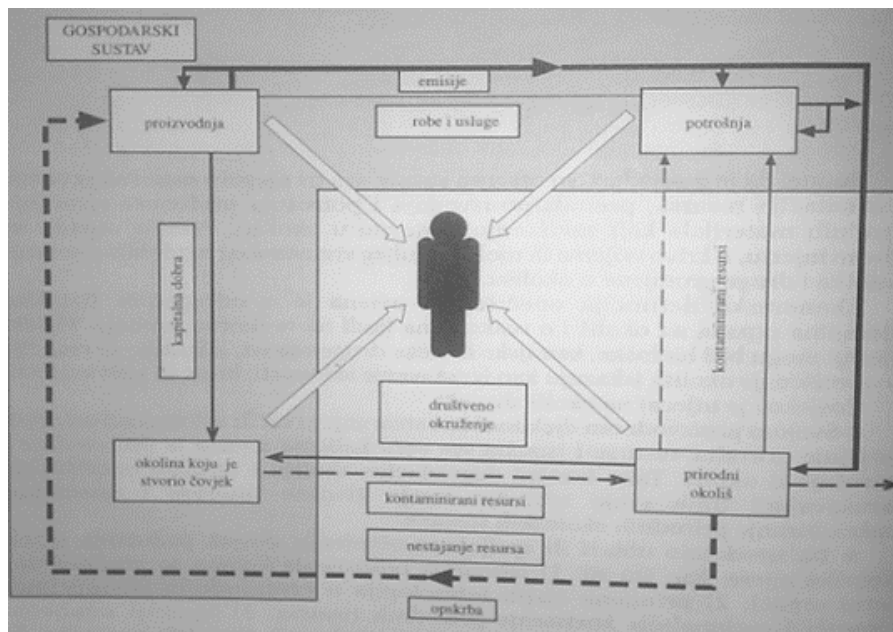 GOSPODARSKI
SUSTAV
emisije
proizvodnja
robe i usluge
potrošnja
kapitalna dobra
kontaminirani resursi
društveno
okruženje
okolina koju je
stvorio čovjek
prirodni
okoliš
kontaminirani resursi
nestajanje resursa
opskrba